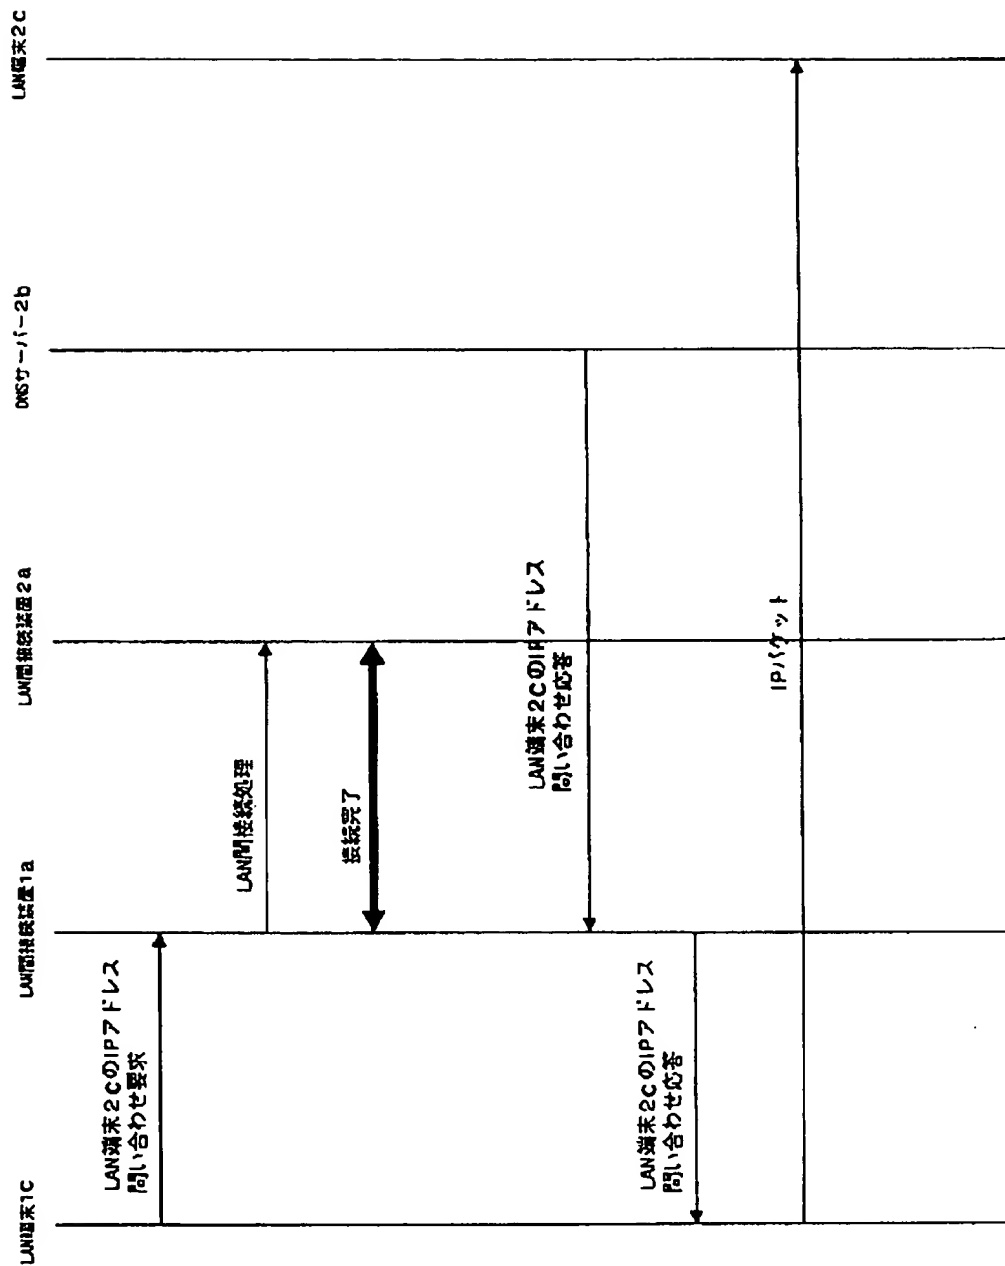 LAN端末1C
LAN間接続装置1a
LAN間接続装置2a
DNSサーバー2b
LAN端末2C
LAN端末2CのIPアドレス
問い合わせ要求
LAN間接続処理
接続完了
LAN端末2CのIPアドレス
問い合わせ応答
LAN端末2CのIPアドレス
問い合わせ応答
IPパケット